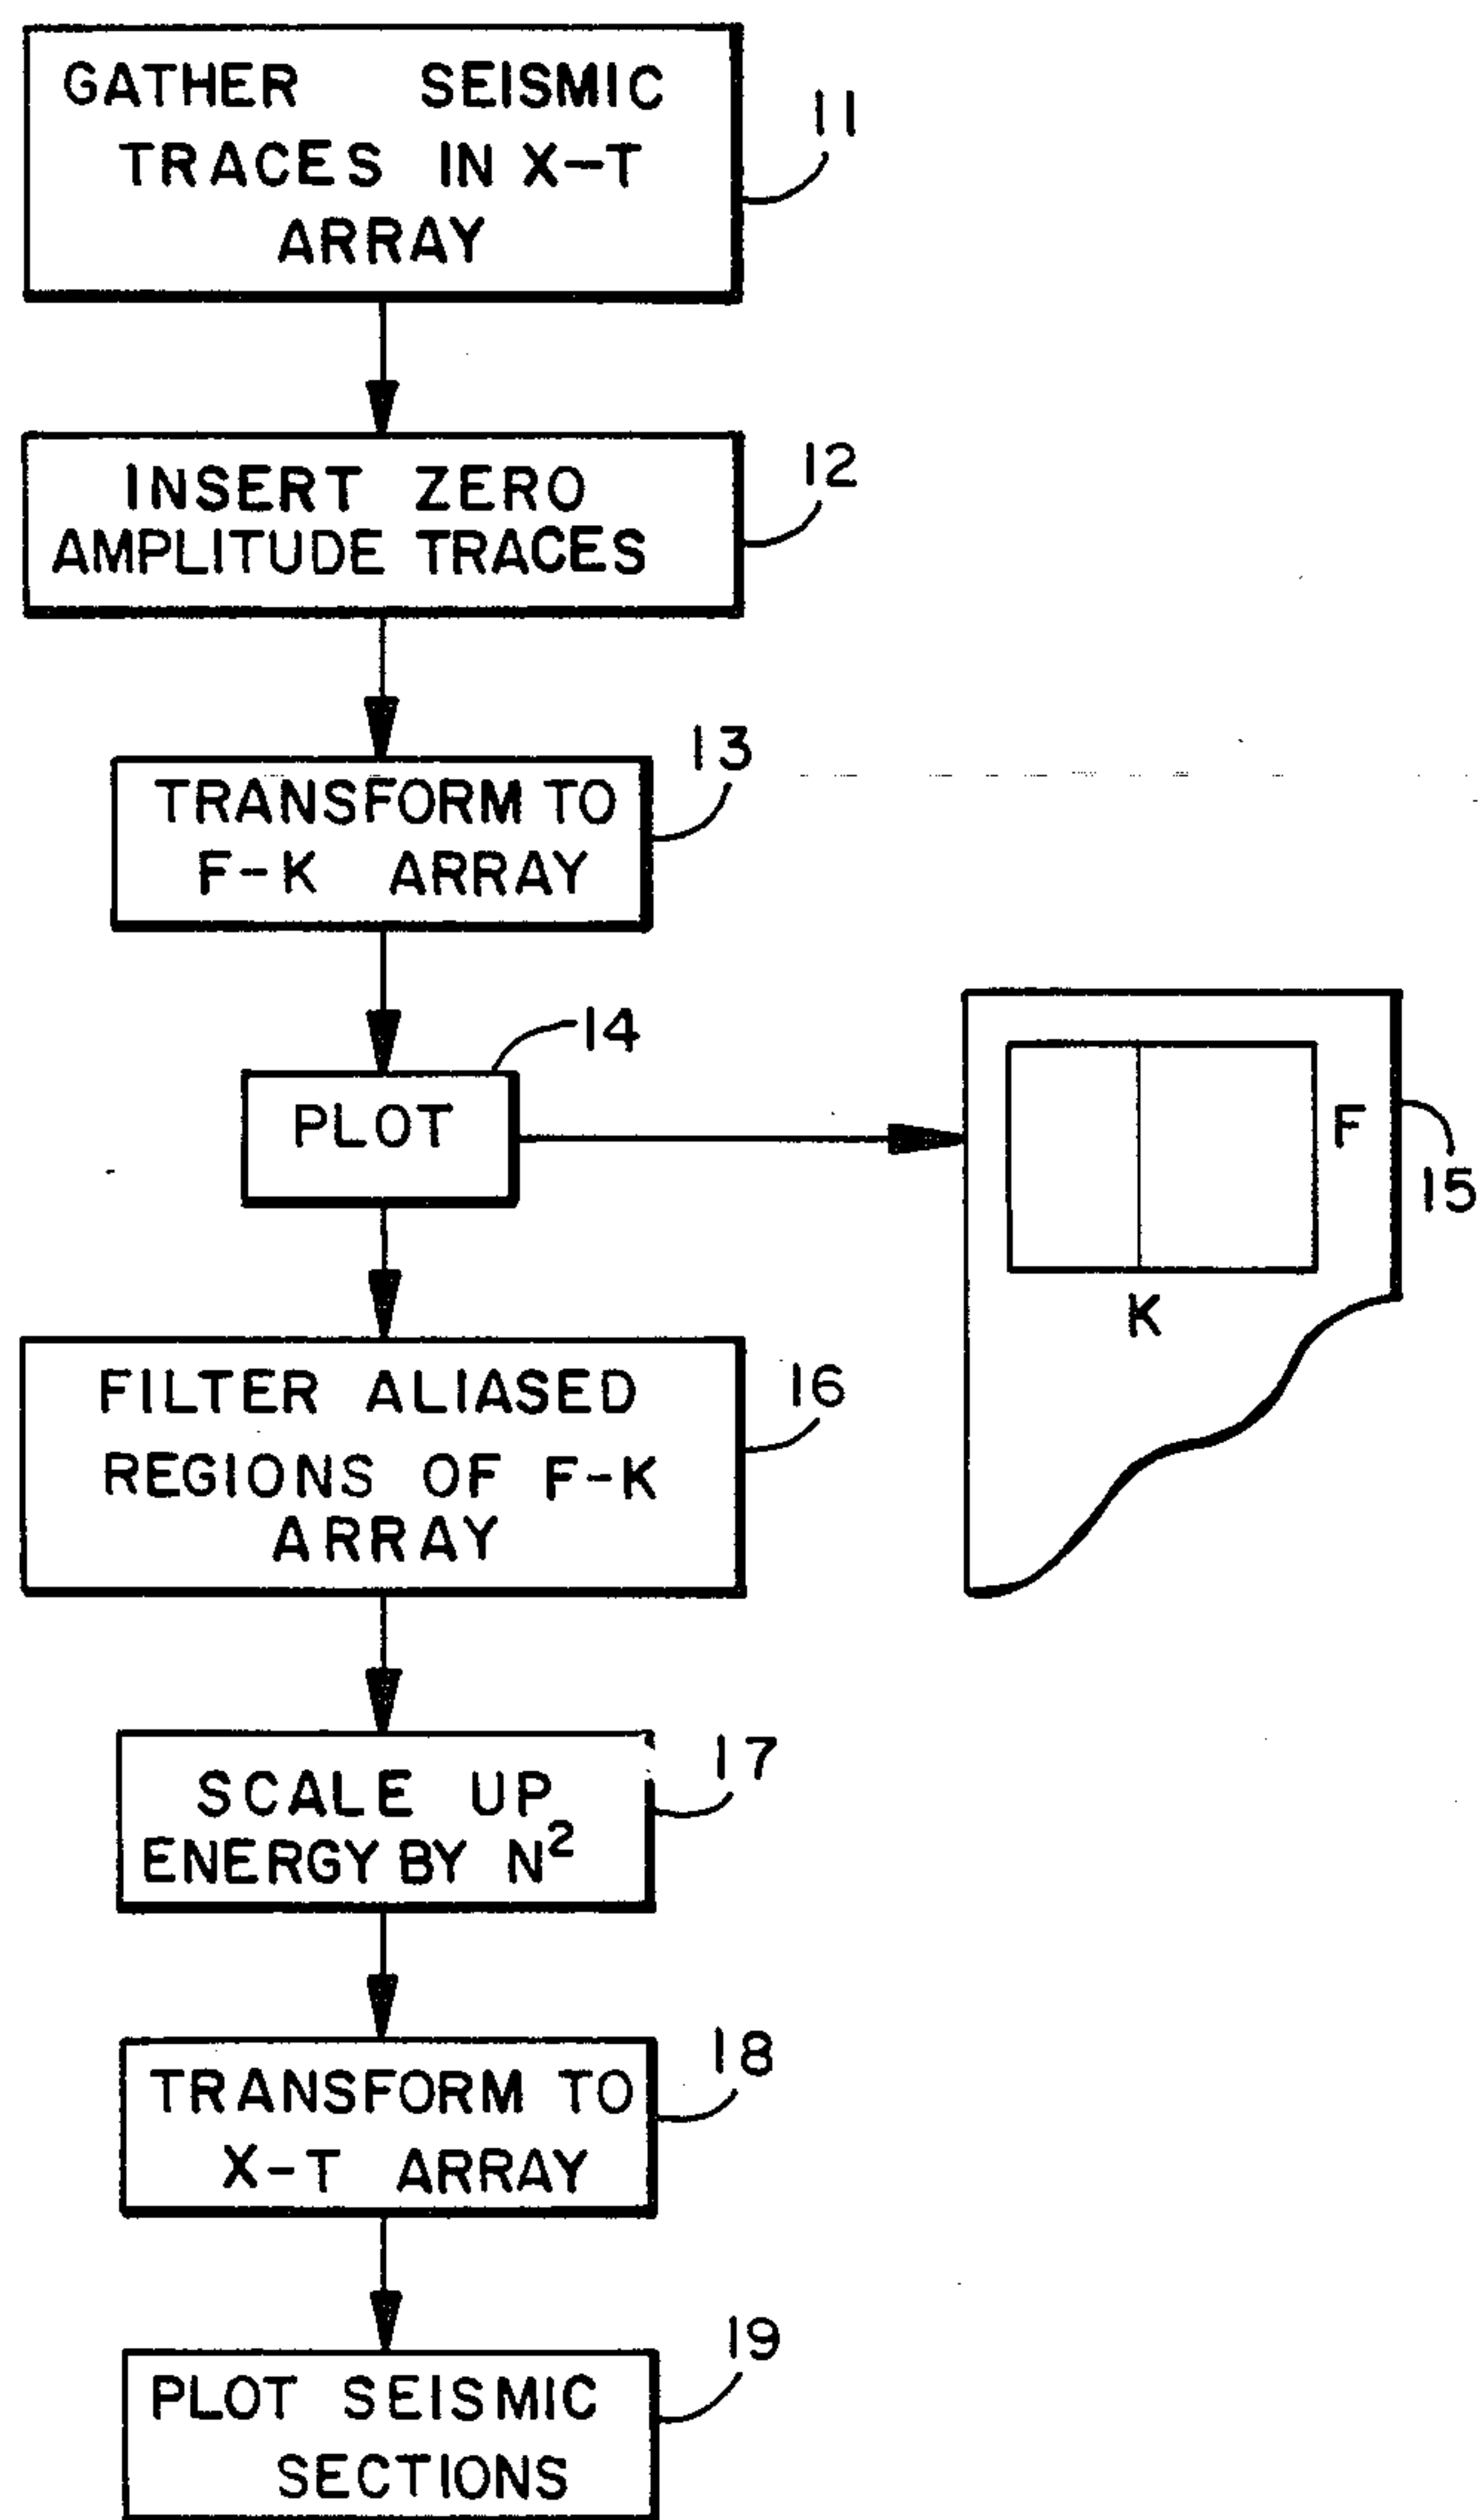 GATHER SEISMIC
TRACES IN X-T
ARRAY
11
INSERT ZERO
AMPLITUDE TRACES
12
TRANSFORM TO
F-K ARRAY
13
PLOT
14
F
K
15
FILTER ALIASED
REGIONS OF F-K
ARRAY
16
SCALE UP
ENERGY BY N²
17
TRANSFORM TO
X-T ARRAY
18
PLOT SEISMIC
SECTIONS
19